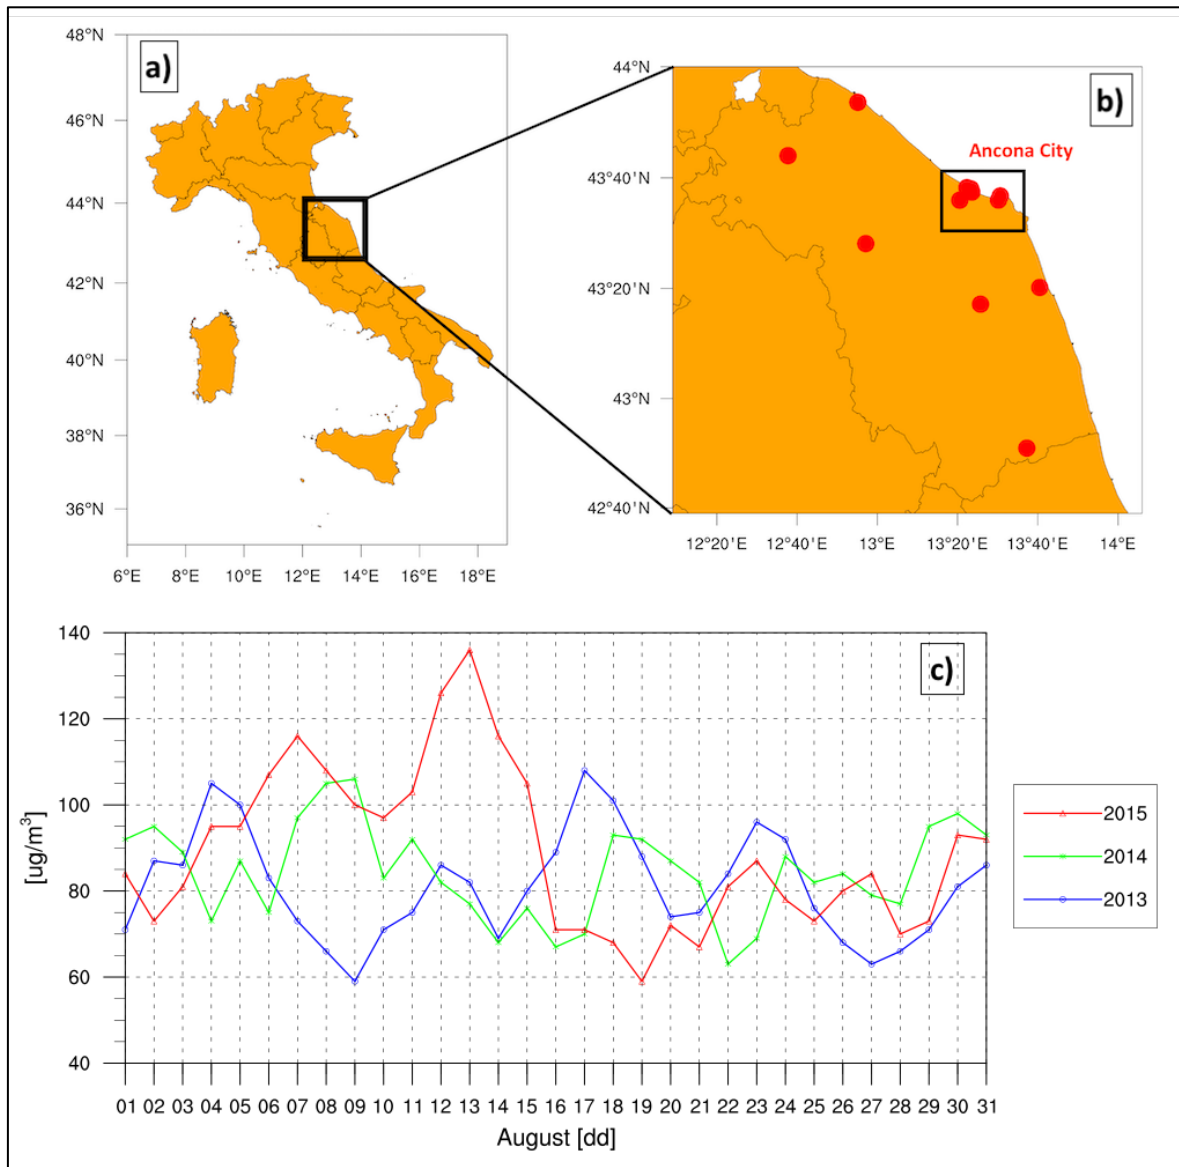 a)
48°N
46°N
44°N
42°N
40°N
38°N
36°N
6°E 8°E 10°E 12°E 14°E 16°E 18°E
b)
Ancona City
44°N
43°40'N
43°20'N
43°N
42°40'N
12°20'E 12°40'E 13°E 13°20'E 13°40'E 14°E
c)
140
120
100
80
60
40
[ug/m³]
01 02 03 04 05 06 07 08 09 10 11 12 13 14 15 16 17 18 19 20 21 22 23 24 25 26 27 28 29 30 31
August [dd]
2015
2014
2013